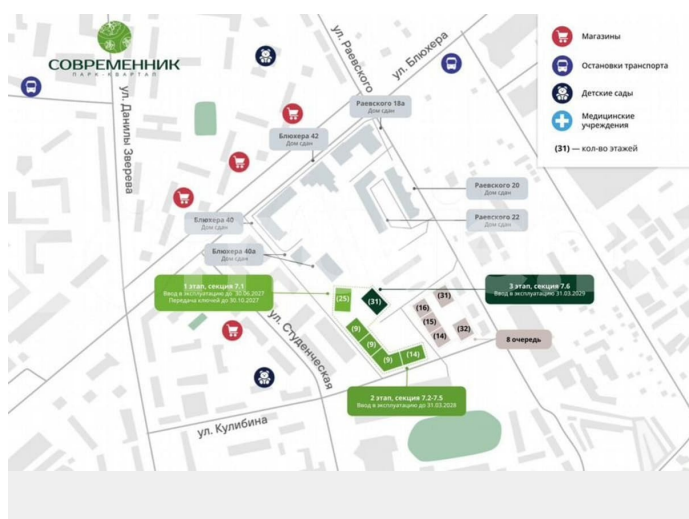 СОВРЕМЕННИК
ПАРК-КВАРТАЛ
ул. Данилы Зверева
ул. Раевского
ул. Блюхера
Магазины
Остановки транспорта
Детские сады
Медицинские
учреждения
(31) — кол-во этажей
Раевского 18а
Дом сдан
Блюхера 42
Дом сдан
Раевского 20
Дом сдан
Раевского 22
Дом сдан
Блюхера 40
Дом сдан
Блюхера 40а
Дом сдан
1 этап, секция 7.1
Ввод в эксплуатацию до 30.06.2027
Передача ключей до 30.10.2027
3 этап, секция 7.6
Ввод в эксплуатацию 31.03.2029
(25)
(31)
(31)
(16)
(15)
(14)
(32)
8 очередь
(9)
(9)
(9)
(14)
ул. Студенческая
2 этап, секция 7.2-7.5
Ввод в эксплуатацию до 31.03.2028
ул. Кулибина